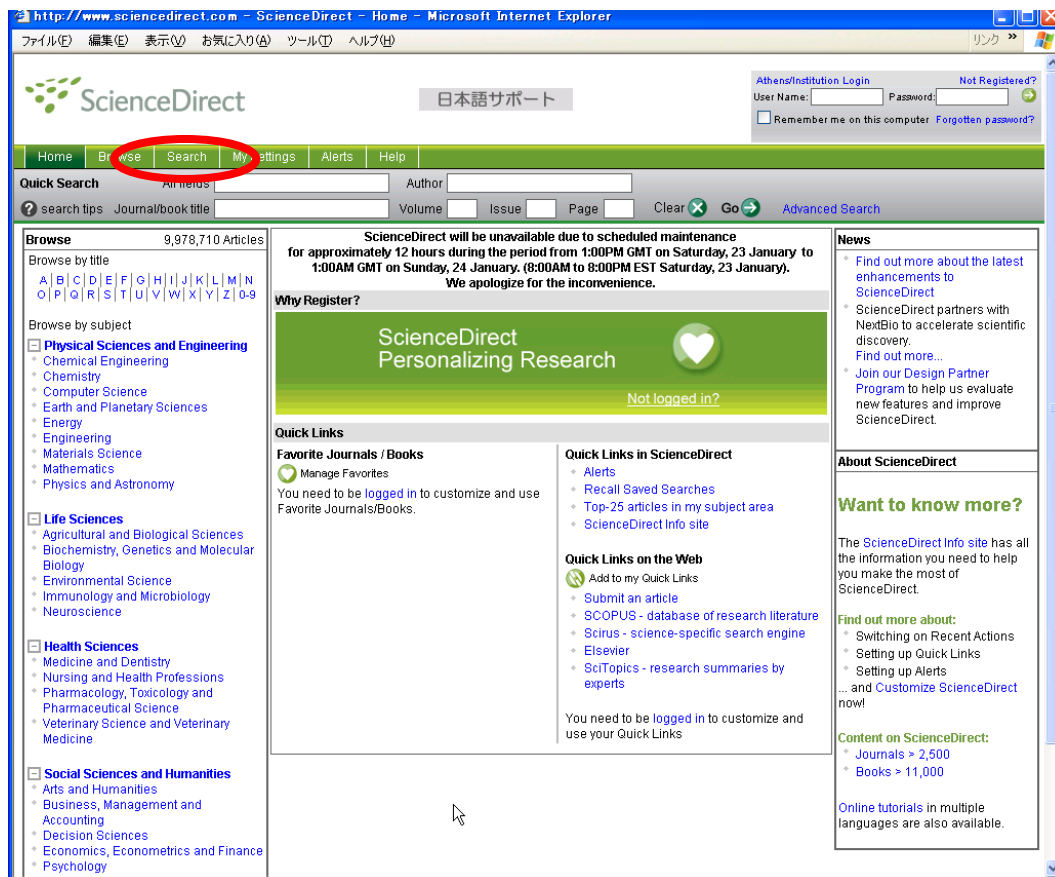 http://www.sciencedirect.com - ScienceDirect - Home - Microsoft Internet Explorer
ファイル(F) 編集(E) 表示(V) お気に入り(A) ツール(T) ヘルプ(H) リンク »
ScienceDirect
日本語サポート
Athens/Institution Login Not Registered?
User Name: Password:
Remember me on this computer Forgotten password?
Home Browse Search My Settings Alerts Help
Quick Search All fields Author
? search tips Journal/book title Volume Issue Page Clear Go Advanced Search
Browse 9,978,710 Articles
Browse by title
A | B | C | D | E | F | G | H | I | J | K | L | M | N
O | P | Q | R | S | T | U | V | W | X | Y | Z | 0-9
Browse by subject
Physical Sciences and Engineering
Chemical Engineering
Chemistry
Computer Science
Earth and Planetary Sciences
Energy
Engineering
Materials Science
Mathematics
Physics and Astronomy
Life Sciences
Agricultural and Biological Sciences
Biochemistry, Genetics and Molecular
Biology
Environmental Science
Immunology and Microbiology
Neuroscience
Health Sciences
Medicine and Dentistry
Nursing and Health Professions
Pharmacology, Toxicology and
Pharmaceutical Science
Veterinary Science and Veterinary
Medicine
Social Sciences and Humanities
Arts and Humanities
Business, Management and
Accounting
Decision Sciences
Economics, Econometrics and Finance
Psychology
ScienceDirect will be unavailable due to scheduled maintenance
for approximately 12 hours during the period from 1:00PM GMT on Saturday, 23 January to
1:00AM GMT on Sunday, 24 January. (8:00AM to 8:00PM EST Saturday, 23 January).
We apologize for the inconvenience.
Why Register?
ScienceDirect
Personalizing Research
Not logged in?
Quick Links
Favorite Journals / Books
Manage Favorites
You need to be logged in to customize and use
Favorite Journals/Books.
Quick Links in ScienceDirect
Alerts
Recall Saved Searches
Top-25 articles in my subject area
ScienceDirect Info site
Quick Links on the Web
Add to my Quick Links
Submit an article
SCOPUS - database of research literature
Scirus - science-specific search engine
Elsevier
SciTopics - research summaries by
experts
You need to be logged in to customize and
use your Quick Links
News
Find out more about the latest
enhancements to
ScienceDirect
ScienceDirect partners with
NextBio to accelerate scientific
discovery.
Find out more...
Join our Design Partner
Program to help us evaluate
new features and improve
ScienceDirect.
About ScienceDirect
Want to know more?
The ScienceDirect Info site has all
the information you need to help
you make the most of
ScienceDirect.
Find out more about:
Switching on Recent Actions
Setting up Quick Links
Setting up Alerts
... and Customize ScienceDirect
now!
Content on ScienceDirect:
Journals > 2,500
Books > 11,000
Online tutorials in multiple
languages are also available.